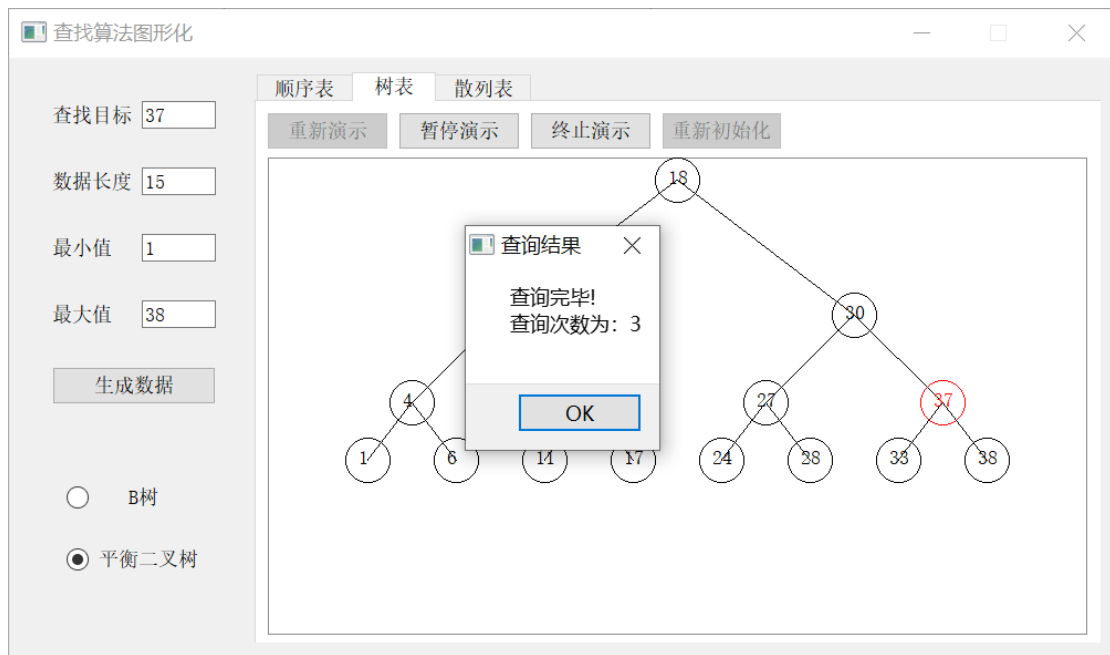 查找算法图形化
顺序表 树表 散列表
查找目标 37
重新演示 暂停演示 终止演示 重新初始化
数据长度 15
最小值 1
最大值 38
生成数据
B树
平衡二叉树
18
查询结果
查询完毕!
查询次数为: 3
OK
30
4 27 37
1 6 11 17 24 28 33 38